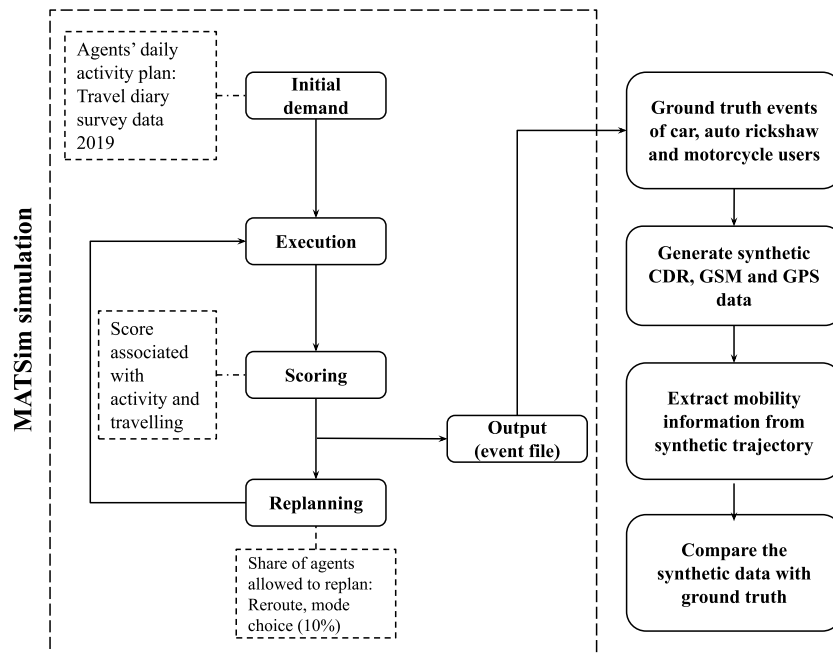 MATSim simulation
Agents’ daily
activity plan:
Travel diary
survey data
2019
Initial
demand
Execution
Score
associated
with
activity and
travelling
Scoring
Output
(event file)
Replanning
Share of agents
allowed to replan:
Reroute, mode
choice (10%)
Ground truth events
of car, auto rickshaw
and motorcycle users
Generate synthetic
CDR, GSM and GPS
data
Extract mobility
information from
synthetic trajectory
Compare the
synthetic data with
ground truth